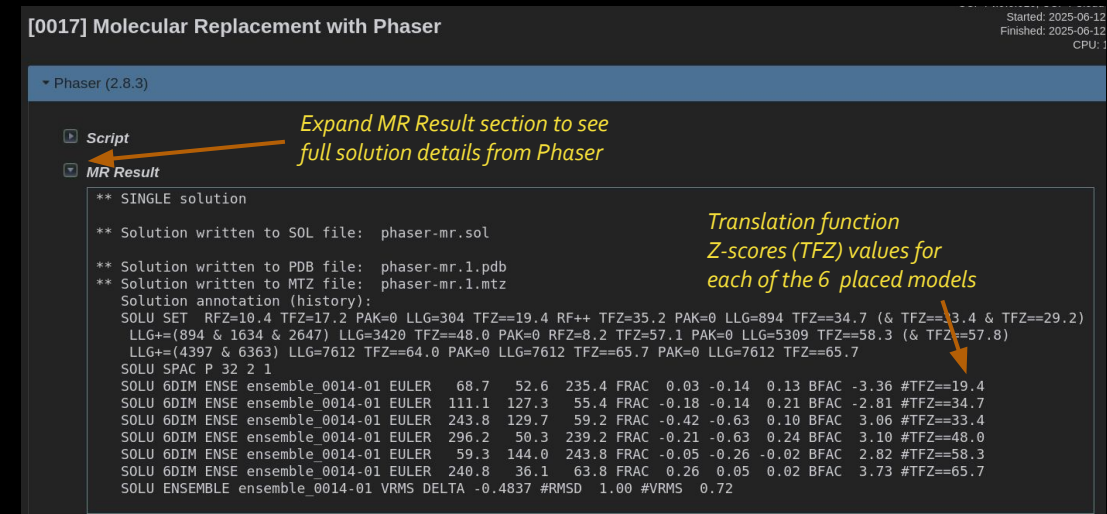 [0017] Molecular Replacement with Phaser
Started: 2025-06-12
Finished: 2025-06-12
CPU: 1
Phaser (2.8.3)
Expand MR Result section to see
full solution details from Phaser
Script
MR Result
** SINGLE solution
** Solution written to SOL file:  phaser-mr.sol
** Solution written to PDB file:  phaser-mr.1.pdb
** Solution written to MTZ file:  phaser-mr.1.mtz
Solution annotation (history):
SOLU SET  RFZ=10.4 TFZ=17.2 PAK=0 LLG=304 TFZ==19.4 RF++ TFZ=35.2 PAK=0 LLG=894 TFZ==34.7 (& TFZ==33.4 & TFZ==29.2)
LLG+=(894 & 1634 & 2647) LLG=3420 TFZ==48.0 PAK=0 RFZ=8.2 TFZ=57.1 PAK=0 LLG=5309 TFZ==58.3 (& TFZ==57.8)
LLG+=(4397 & 6363) LLG=7612 TFZ==64.0 PAK=0 LLG=7612 TFZ==65.7 PAK=0 LLG=7612 TFZ==65.7
SOLU SPAC P 32 2 1
SOLU 6DIM ENSE ensemble_0014-01 EULER   68.7   52.6  235.4 FRAC  0.03 -0.14  0.13 BFAC -3.36 #TFZ==19.4
SOLU 6DIM ENSE ensemble_0014-01 EULER  111.1  127.3   55.4 FRAC -0.18 -0.14  0.21 BFAC -2.81 #TFZ==34.7
SOLU 6DIM ENSE ensemble_0014-01 EULER  243.8  129.7   59.2 FRAC -0.42 -0.63  0.10 BFAC  3.06 #TFZ==33.4
SOLU 6DIM ENSE ensemble_0014-01 EULER  296.2   50.3  239.2 FRAC -0.21 -0.63  0.24 BFAC  3.10 #TFZ==48.0
SOLU 6DIM ENSE ensemble_0014-01 EULER   59.3  144.0  243.8 FRAC -0.05 -0.26 -0.02 BFAC  2.82 #TFZ==58.3
SOLU 6DIM ENSE ensemble_0014-01 EULER  240.8   36.1   63.8 FRAC  0.26  0.05  0.02 BFAC  3.73 #TFZ==65.7
SOLU ENSEMBLE ensemble_0014-01 VRMS DELTA -0.4837 #RMSD  1.00 #VRMS  0.72
Translation function
Z-scores (TFZ) values for
each of the 6 placed models